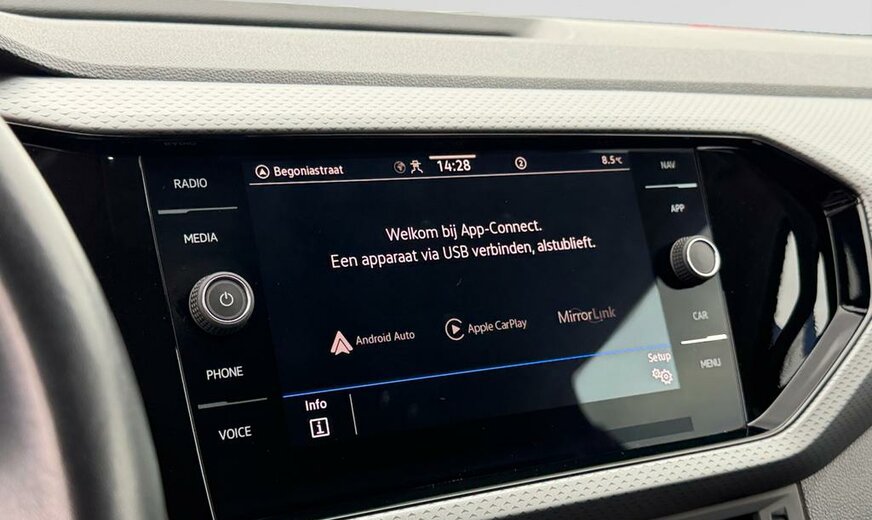 RADIO
MEDIA
PHONE
VOICE
Begoniastraat
14:28
2
8.5°C
Welkom bij App-Connect.
Een apparaat via USB verbinden, alstublieft.
Android Auto
Apple CarPlay
MirrorLink
Setup
Info
i
NAV
APP
CAR
MENU